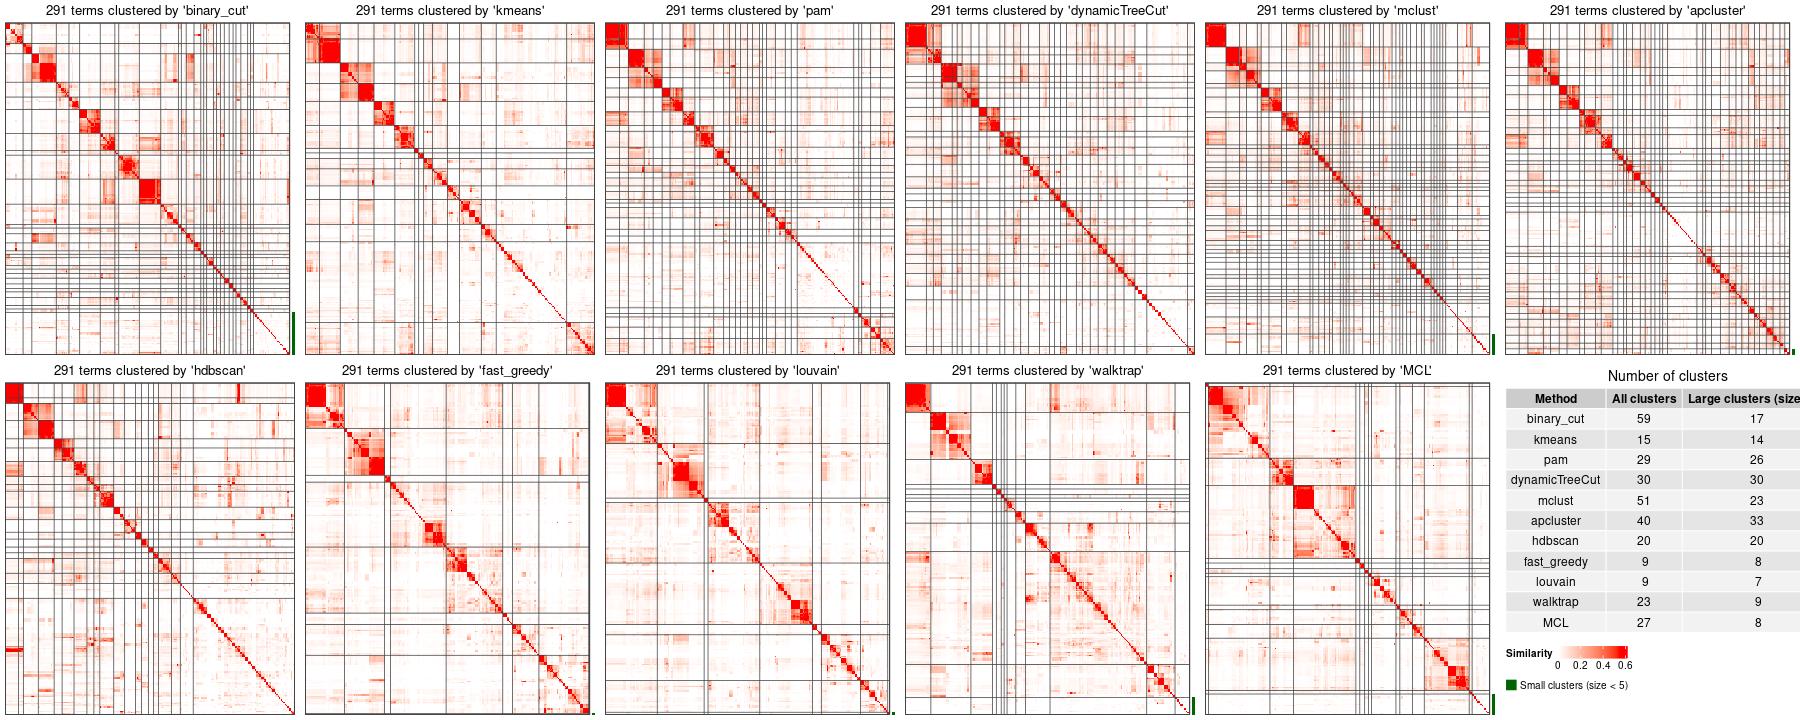 291 terms clustered by 'binary_cut'
291 terms clustered by 'kmeans'
291 terms clustered by 'pam'
291 terms clustered by 'dynamicTreeCut'
291 terms clustered by 'mclust'
291 terms clustered by 'apcluster'
291 terms clustered by 'hdbscan'
291 terms clustered by 'fast_greedy'
291 terms clustered by 'louvain'
291 terms clustered by 'walktrap'
291 terms clustered by 'MCL'
Number of clusters
Method All clusters Large clusters (size
binary_cut 59 17
kmeans 15 14
pam 29 26
dynamicTreeCut 30 30
mclust 51 23
apcluster 40 33
hdbscan 20 20
fast_greedy 9 8
louvain 9 7
walktrap 23 9
MCL 27 8
Similarity
0 0.2 0.4 0.6
Small clusters (size < 5)